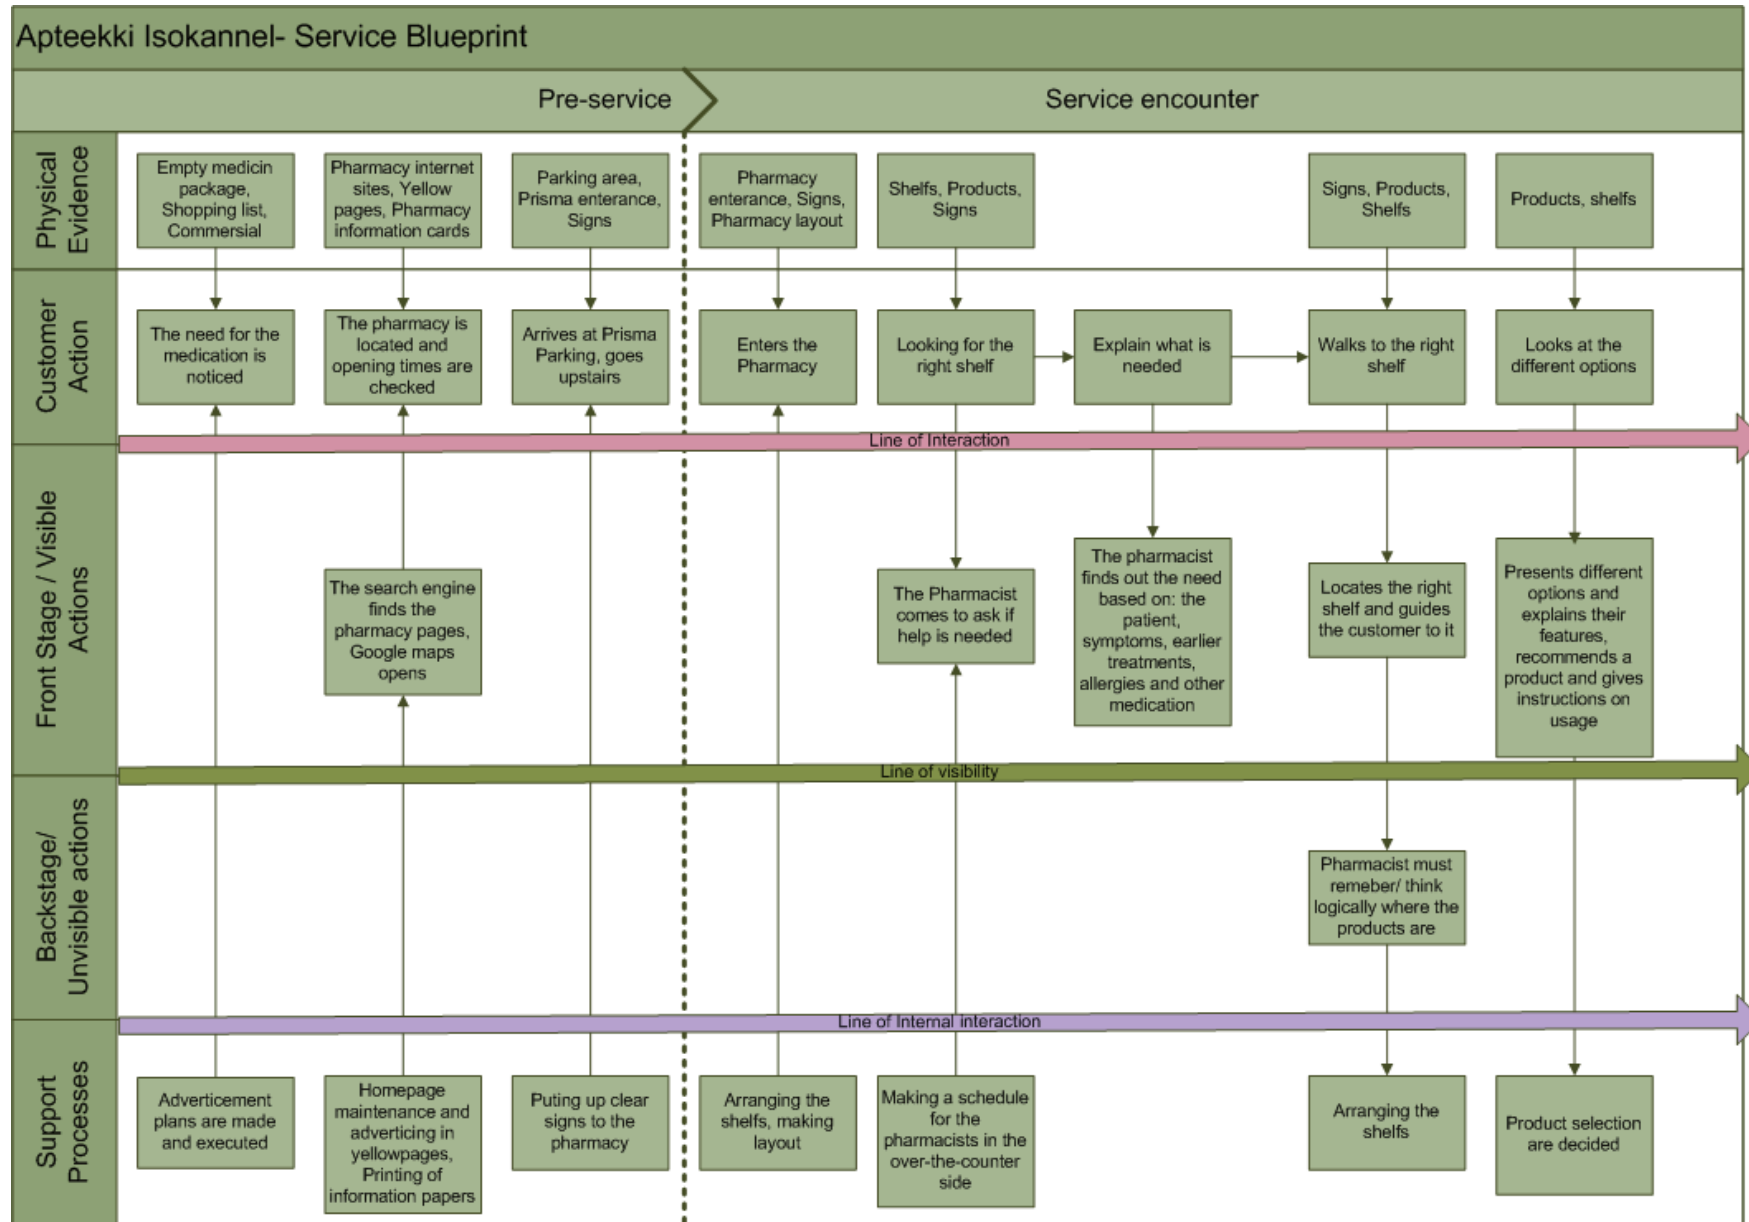 Apteekki Isokannel- Service Blueprint
Pre-service
Service encounter
Physical
Evidence
Empty medicin
package,
Shopping list,
Commersial
Pharmacy internet
sites, Yellow
pages, Pharmacy
information cards
Parking area,
Prisma enterance,
Signs
Pharmacy
enterance, Signs,
Pharmacy layout
Shelfs, Products,
Signs
Signs, Products,
Shelfs
Products, shelfs
Customer
Action
The need for the
medication is
noticed
The pharmacy is
located and
opening times are
checked
Arrives at Prisma
Parking, goes
upstairs
Enters the
Pharmacy
Looking for the
right shelf
Explain what is
needed
Walks to the right
shelf
Looks at the
different options
Line of Interaction
Front Stage / Visible
Actions
The search engine
finds the
pharmacy pages,
Google maps
opens
The Pharmacist
comes to ask if
help is needed
The pharmacist
finds out the need
based on: the
patient,
symptoms, earlier
treatments,
allergies and other
medication
Locates the right
shelf and guides
the customer to it
Presents different
options and
explains their
features,
recommends a
product and gives
instructions on
usage
Line of visibility
Backstage/
Unvisible actions
Pharmacist must
remeber/ think
logically where the
products are
Line of Internal interaction
Support
Processes
Adverticement
plans are made
and executed
Homepage
maintenance and
adverticing in
yellowpages,
Printing of
information papers
Puting up clear
signs to the
pharmacy
Arranging the
shelfs, making
layout
Making a schedule
for the
pharmacists in the
over-the-counter
side
Arranging the
shelfs
Product selection
are decided